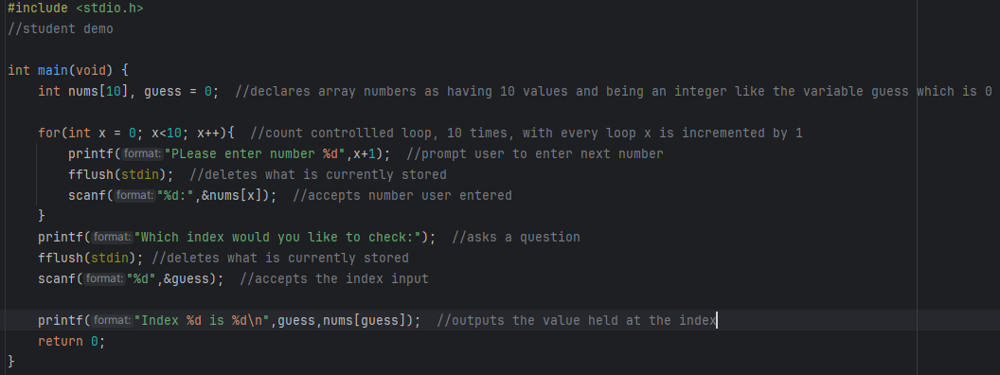 #include <stdio.h>
//student demo
int main(void) {
int nums[10], guess = 0;  //declares array numbers as having 10 values and being an integer like the variable guess which is 0
for(int x = 0; x<10; x++){  //count controllled loop, 10 times, with every loop x is incremented by 1
printf( format: "PLease enter number %d",x+1);  //prompt user to enter next number
fflush(stdin);  //deletes what is currently stored
scanf( format: "%d:",&nums[x]);  //accepts number user entered
}
printf( format: "Which index would you like to check:");  //asks a question
fflush(stdin); //deletes what is currently stored
scanf( format: "%d",&guess);  //accepts the index input
printf( format: "Index %d is %d\n",guess,nums[guess]);  //outputs the value held at the index
return 0;
}